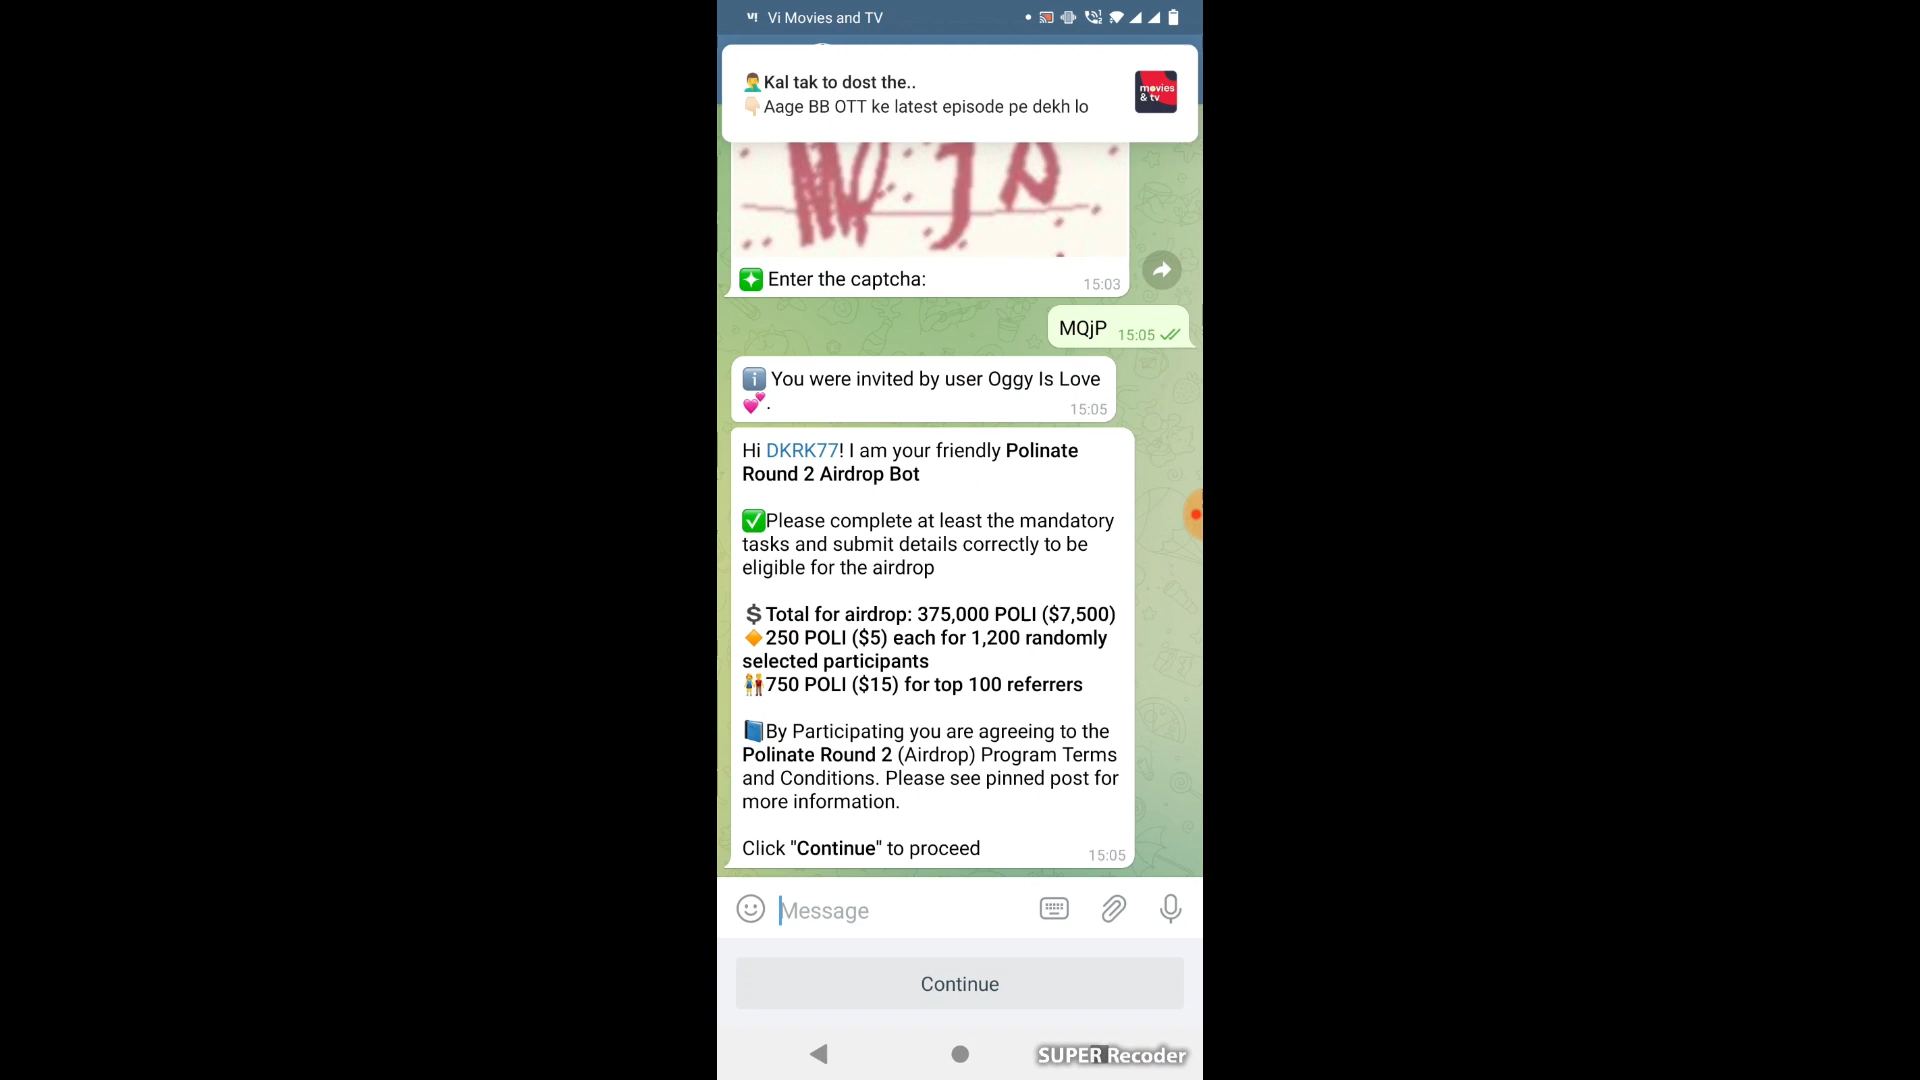 Vi Movies and TV
🤦‍♂️Kal tak to dost the..
👇🏻Aage BB OTT ke latest episode pe dekh lo
movies
& tv
Enter the captcha:
15:03
MQjP 15:05
You were invited by user Oggy Is Love
💕.
15:05
Hi DKRK77! I am your friendly Polinate
Round 2 Airdrop Bot
✅Please complete at least the mandatory
tasks and submit details correctly to be
eligible for the airdrop
💲Total for airdrop: 375,000 POLI ($7,500)
🔸250 POLI ($5) each for 1,200 randomly
selected participants
👫750 POLI ($15) for top 100 referrers
📘By Participating you are agreeing to the
Polinate Round 2 (Airdrop) Program Terms
and Conditions. Please see pinned post for
more information.
Click "Continue" to proceed
15:05
Message
Continue
SUPER Recoder